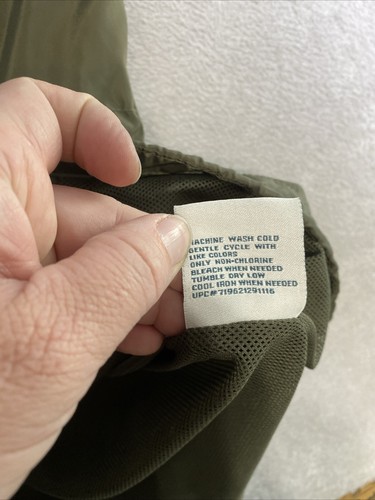 MACHINE WASH COLD
GENTLE CYCLE WITH
LIKE COLORS
ONLY NON-CHLORINE
BLEACH WHEN NEEDED
TUMBLE DRY LOW
COOL IRON WHEN NEEDED
UPC# 719621291116